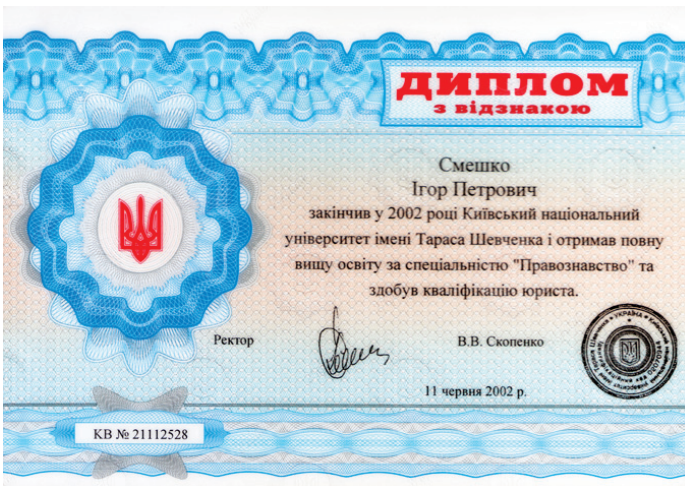 ДИПЛОМ
з відзнакою
Смешко
Ігор Петрович
закінчив у 2002 році Київський національний
університет імені Тараса Шевченка і отримав повну
вищу освіту за спеціальністю "Правознавство" та
здобув кваліфікацію юриста.
Ректор
В.В. Скопенко
11 червня 2002 р.
КВ № 21112528